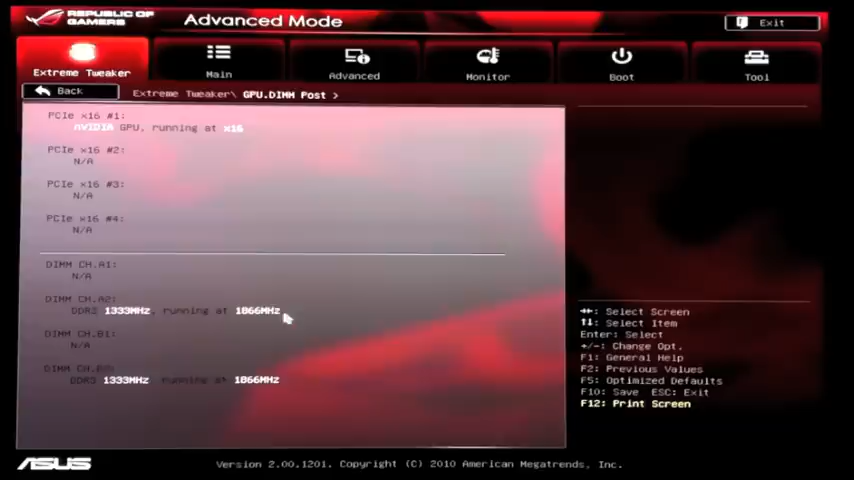 REPUBLIC OF GAMERS
Advanced Mode
Exit
Extreme Tweaker
Main
Advanced
Monitor
Boot
Tool
Back
Extreme Tweaker\ GPU.DIMM Post >
PCIe x16 #1:
NVIDIA GPU, running at x16
PCIe x16 #2:
N/A
PCIe x16 #3:
N/A
PCIe x16 #4:
N/A
DIMM CH.A1:
N/A
DIMM CH.A2:
DDR3 1333MHz, running at 1866MHz
DIMM CH.B1:
N/A
DIMM CH.B2:
DDR3 1333MHz, running at 1866MHz
→←: Select Screen
↑↓: Select Item
Enter: Select
+/-: Change Opt.
F1: General Help
F2: Previous Values
F5: Optimized Defaults
F10: Save ESC: Exit
F12: Print Screen
ASUS
Version 2.00.1201. Copyright (C) 2010 American Megatrends, Inc.